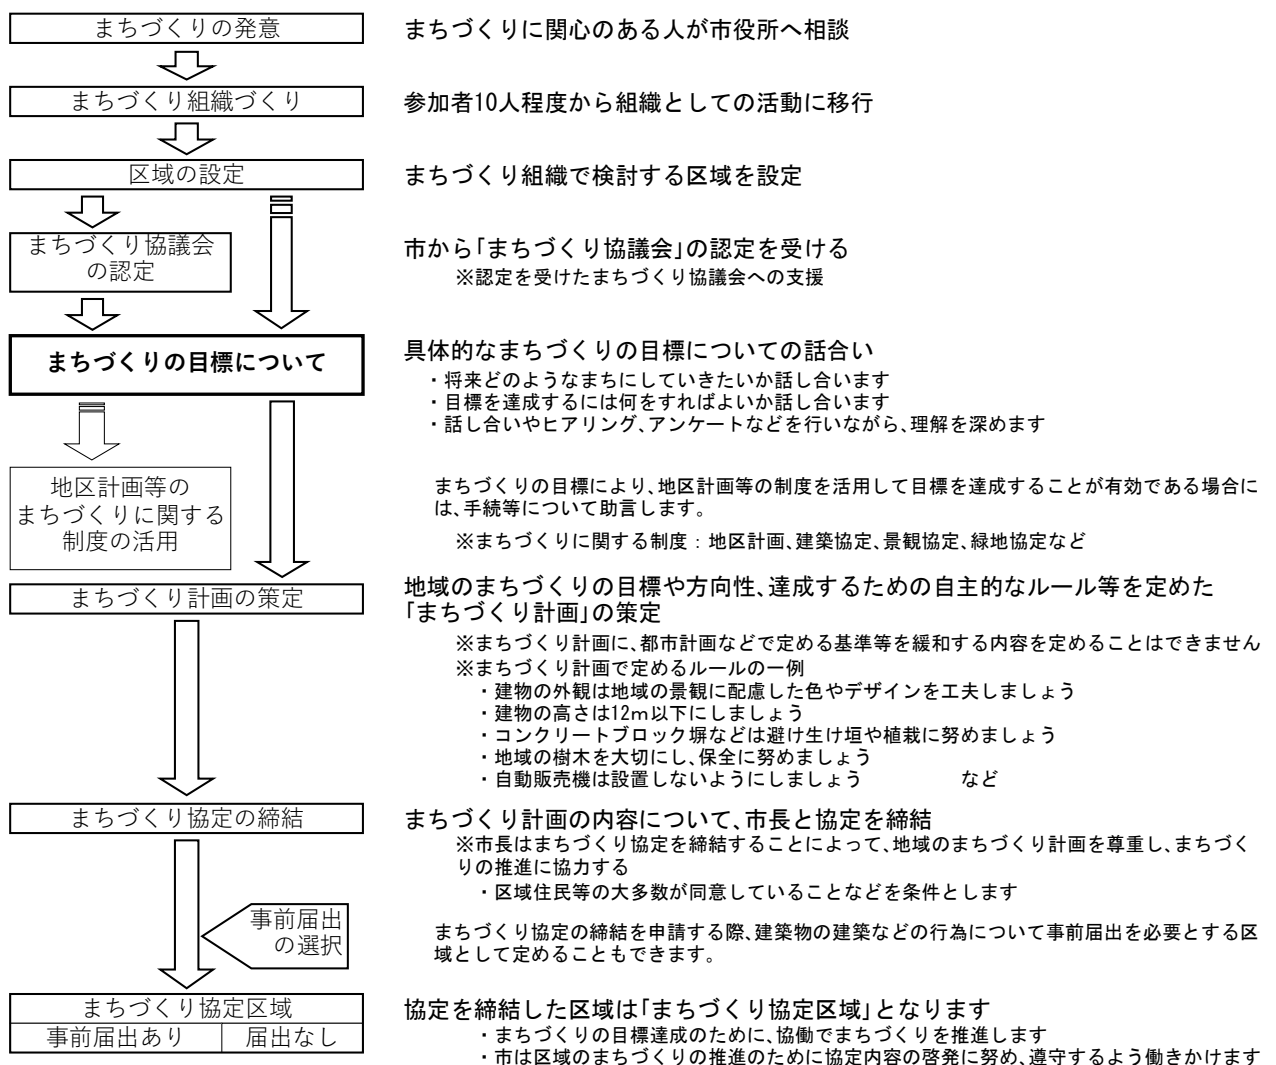 まちづくりの発意
まちづくりに関心のある人が市役所へ相談
まちづくり組織づくり
参加者10人程度から組織としての活動に移行
区域の設定
まちづくり組織で検討する区域を設定
まちづくり協議会
の認定
市から「まちづくり協議会」の認定を受ける
※認定を受けたまちづくり協議会への支援
まちづくりの目標について
具体的なまちづくりの目標についての話合い
・将来どのようなまちにしていきたいか話し合います
・目標を達成するには何をすればよいか話し合います
・話し合いやヒアリング、アンケートなどを行いながら、理解を深めます
地区計画等の
まちづくりに関する
制度の活用
まちづくりの目標により、地区計画等の制度を活用して目標を達成することが有効である場合に
は、手続等について助言します。
※まちづくりに関する制度：地区計画、建築協定、景観協定、緑地協定など
まちづくり計画の策定
地域のまちづくりの目標や方向性、達成するための自主的なルール等を定めた
「まちづくり計画」の策定
※まちづくり計画に、都市計画などで定める基準等を緩和する内容を定めることはできません
※まちづくり計画で定めるルールの一例
・建物の外観は地域の景観に配慮した色やデザインを工夫しましょう
・建物の高さは12ｍ以下にしましょう
・コンクリートブロック塀などは避け生け垣や植栽に努めましょう
・地域の樹木を大切にし、保全に努めましょう
・自動販売機は設置しないようにしましょう　　　　など
まちづくり協定の締結
まちづくり計画の内容について、市長と協定を締結
※市長はまちづくり協定を締結することによって、地域のまちづくり計画を尊重し、まちづく
りの推進に協力する
・区域住民等の大多数が同意していることなどを条件とします
事前届出
の選択
まちづくり協定の締結を申請する際、建築物の建築などの行為について事前届出を必要とする区
域として定めることもできます。
まちづくり協定区域
事前届出あり　届出なし
協定を締結した区域は「まちづくり協定区域」となります
・まちづくりの目標達成のために、協働でまちづくりを推進します
・市は区域のまちづくりの推進のために協定内容の啓発に努め、遵守するよう働きかけます